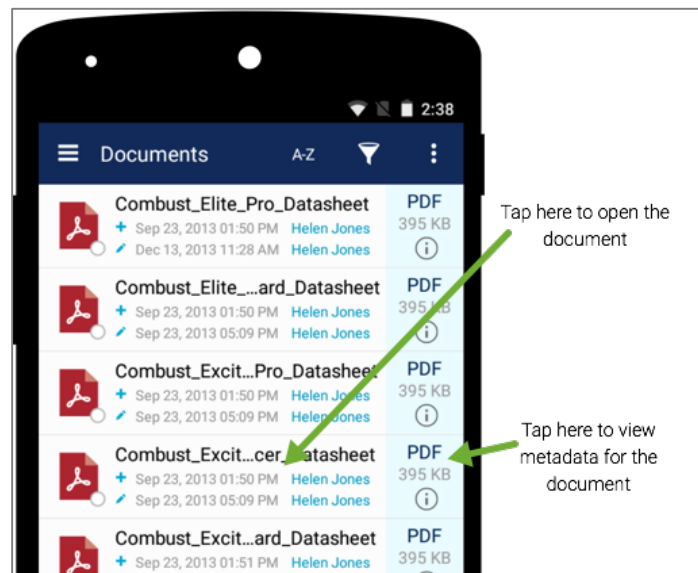 2:38
Documents A-Z
Combust_Elite_Pro_Datasheet PDF
+ Sep 23, 2013 01:50 PM Helen Jones 395 KB
Dec 13, 2013 11:28 AM Helen Jones
Tap here to open the
document
Combust_Elite_...ard_Datasheet PDF
+ Sep 23, 2013 01:50 PM Helen Jones 395 KB
Sep 23, 2013 05:09 PM Helen Jones
Combust_Excit...Pro_Datasheet PDF
+ Sep 23, 2013 01:50 PM Helen Jones 395 KB
Sep 23, 2013 05:09 PM Helen Jones
Tap here to view
metadata for the
document
Combust_Excit...cer_Datasheet PDF
+ Sep 23, 2013 01:50 PM Helen Jones 395 KB
Sep 23, 2013 05:09 PM Helen Jones
Combust_Excit...ard_Datasheet PDF
+ Sep 23, 2013 01:51 PM Helen Jones 395 KB